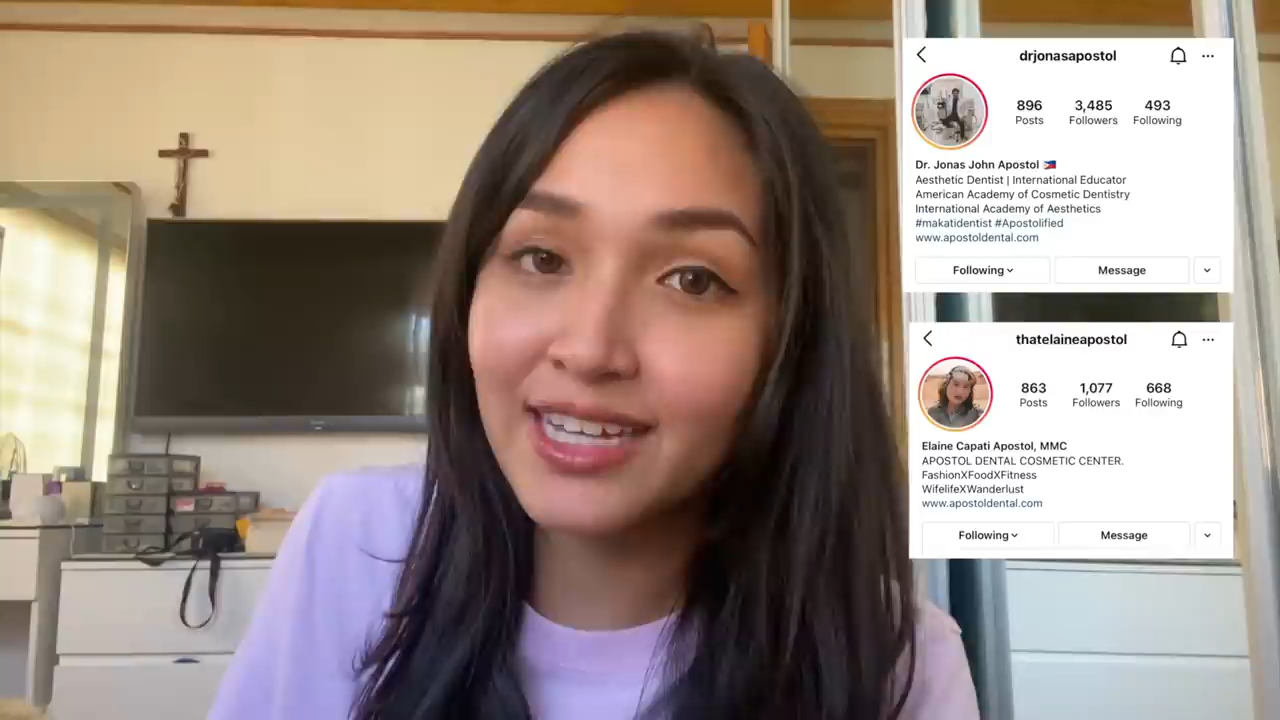 drjonasapostol
896 3,485 493
Posts Followers Following
Dr. Jonas John Apostol 🇵🇭
Aesthetic Dentist | International Educator
American Academy of Cosmetic Dentistry
International Academy of Aesthetics
#makatidentist #Apostolified
www.apostoldental.com
Following Message
thatelaineapostol
863 1,077 668
Posts Followers Following
Elaine Capati Apostol, MMC
APOSTOL DENTAL COSMETIC CENTER.
FashionXFoodXFitness
WifelifeXWanderlust
www.apostoldental.com
Following Message